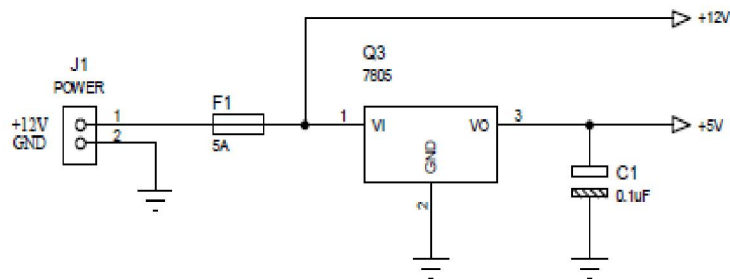 +12V
Q3
7805
J1
POWER
+12V
GND
1
2
F1
5A
1
VI
GND
VO
3
2
+5V
C1
0.1uF